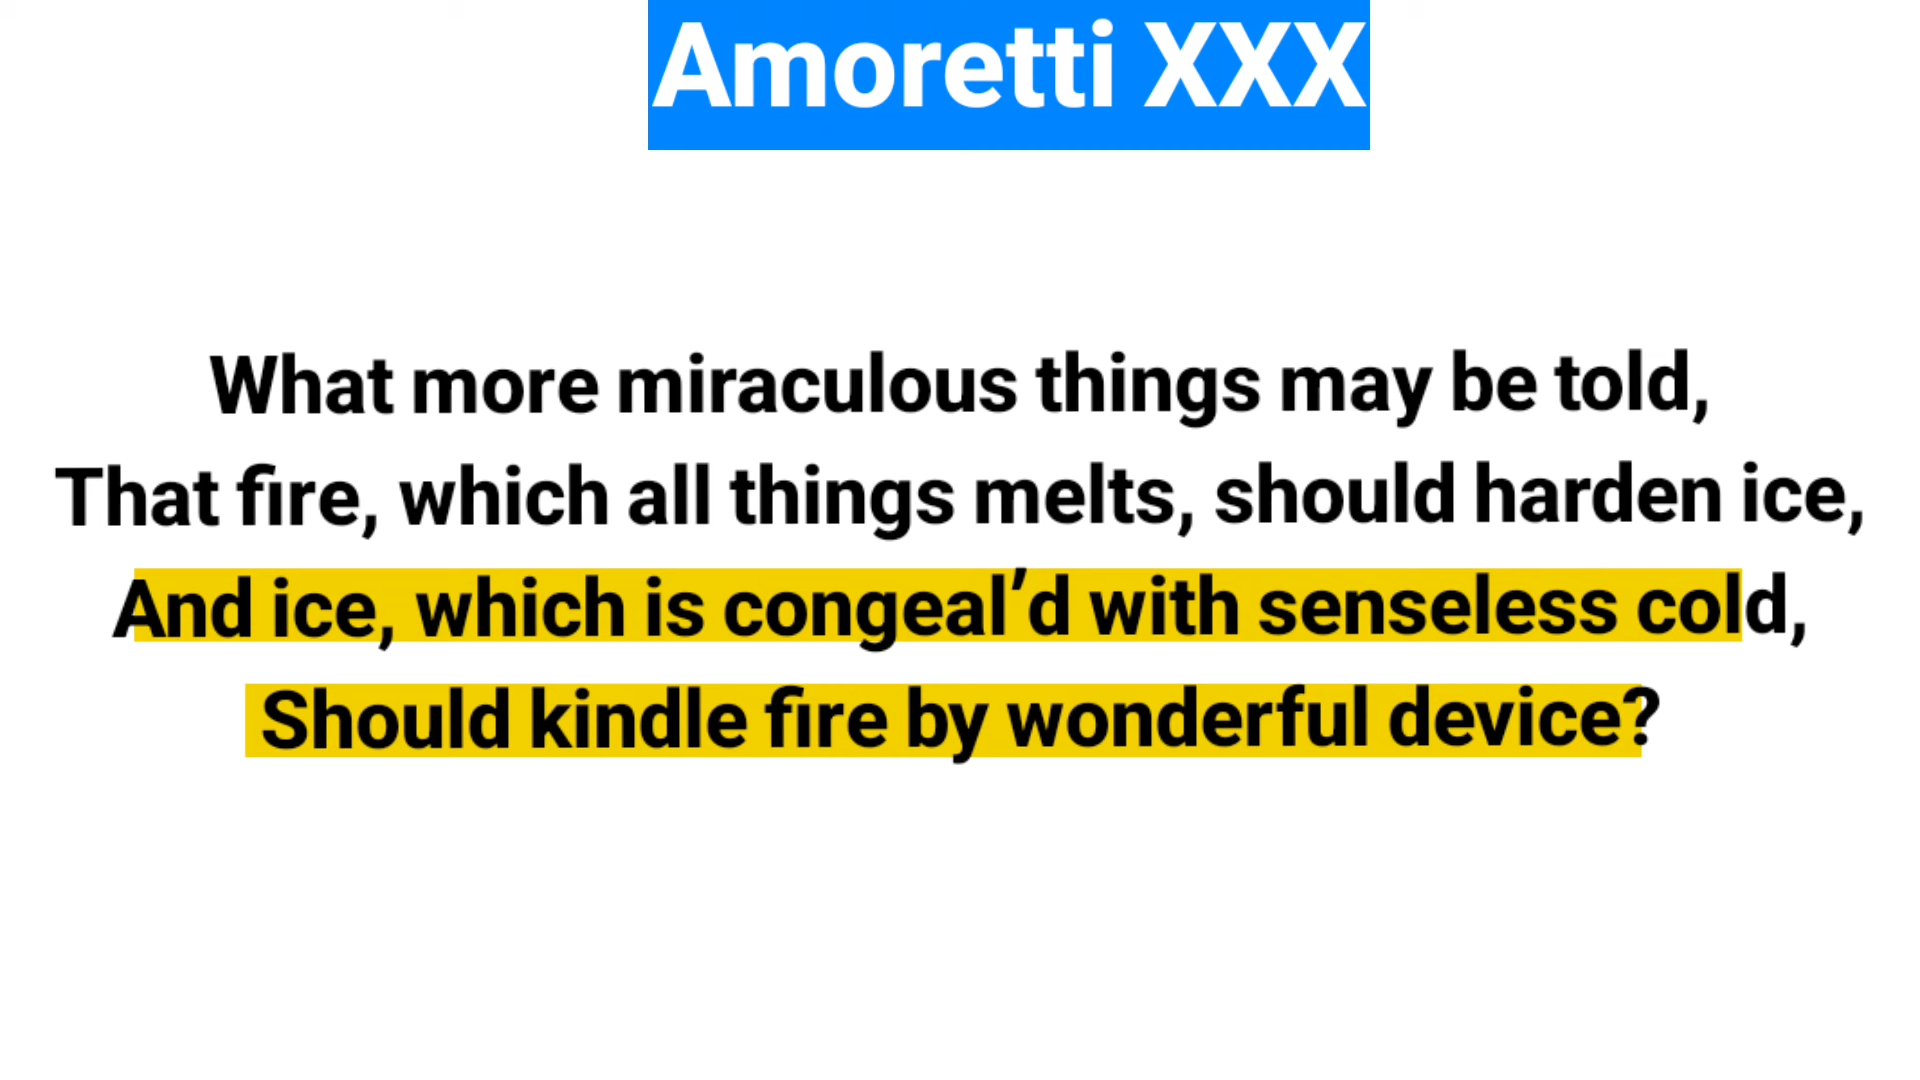 Amoretti XXX
What more miraculous things may be told,
That fire, which all things melts, should harden ice,
And ice, which is congeal’d with senseless cold,
Should kindle fire by wonderful device?